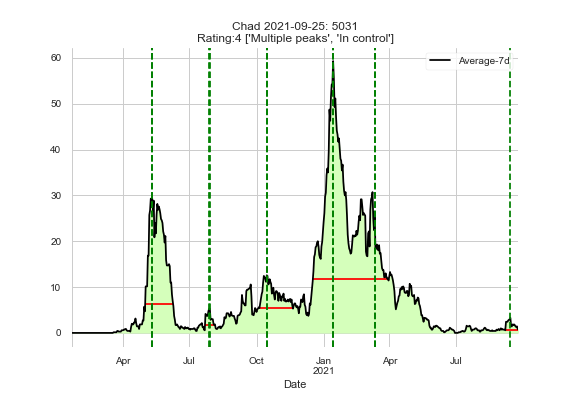 Chad 2021-09-25: 5031
Rating:4 ['Multiple peaks', 'In control']
Average-7d
60
50
40
30
20
10
0
Apr
Jul
Oct
Jan
2021
Apr
Jul
Date